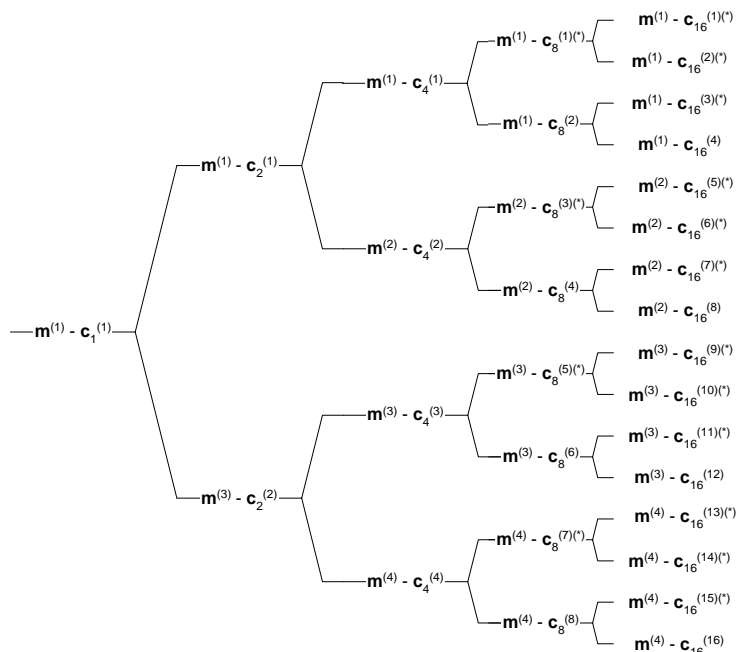 m(1) - c16(1)(*)
m(1) - c8(1)(*)
m(1) - c16(2)(*)
m(1) - c4(1)
m(1) - c16(3)(*)
m(1) - c8(2)
m(1) - c16(4)
m(1) - c2(1)
m(2) - c16(5)(*)
m(2) - c8(3)(*)
m(2) - c16(6)(*)
m(2) - c4(2)
m(2) - c16(7)(*)
m(2) - c8(4)
m(2) - c16(8)
m(1) - c1(1)
m(3) - c16(9)(*)
m(3) - c8(5)(*)
m(3) - c16(10)(*)
m(3) - c4(3)
m(3) - c16(11)(*)
m(3) - c8(6)
m(3) - c16(12)
m(3) - c2(2)
m(4) - c16(13)(*)
m(4) - c8(7)(*)
m(4) - c16(14)(*)
m(4) - c4(4)
m(4) - c16(15)(*)
m(4) - c8(8)
m(4) - c16(16)